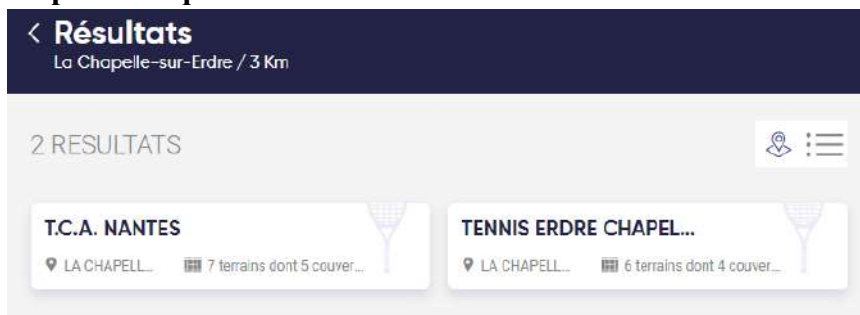 < Résultats
La Chapelle-sur-Erdre / 3 Km
2 RESULTATS
T.C.A. NANTES
LA CHAPELL... 7 terrains dont 5 couver...
TENNIS ERDRE CHAPEL...
LA CHAPELL... 6 terrains dont 4 couver...